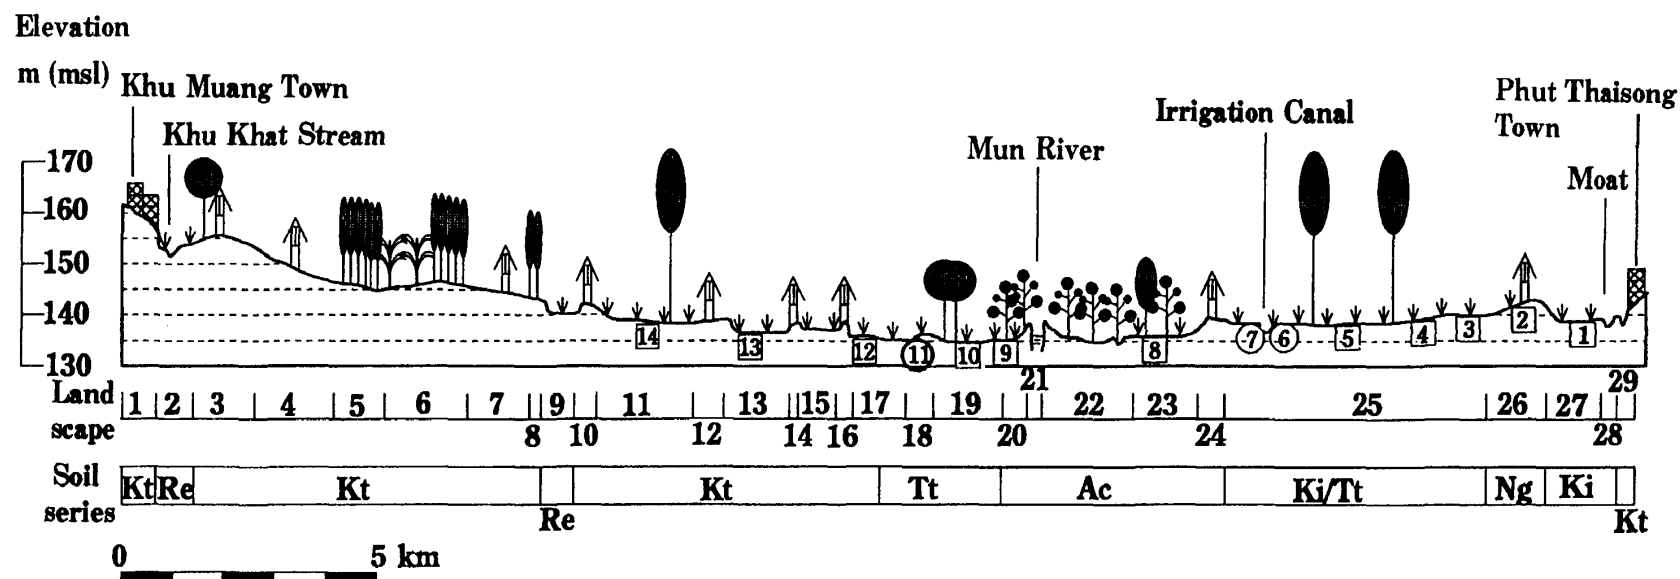 Elevation
m (msl)
Khu Muang Town
Khu Khat Stream
Mun River
Irrigation Canal
Phut Thaisong
Town
Moat
170
160
150
140
130
14
13
12
11
10
9
8
7
6
5
4
3
2
1
Land
scape
1 2 3 4 5 6 7 8 9 10 11 12 13 14 15 16 17 18 19 20 21 22 23 24 25 26 27 28 29
Soil
series
Kt Re Kt Re Kt Tt Ac Ki/Tt Ng Ki Kt
0 5 km